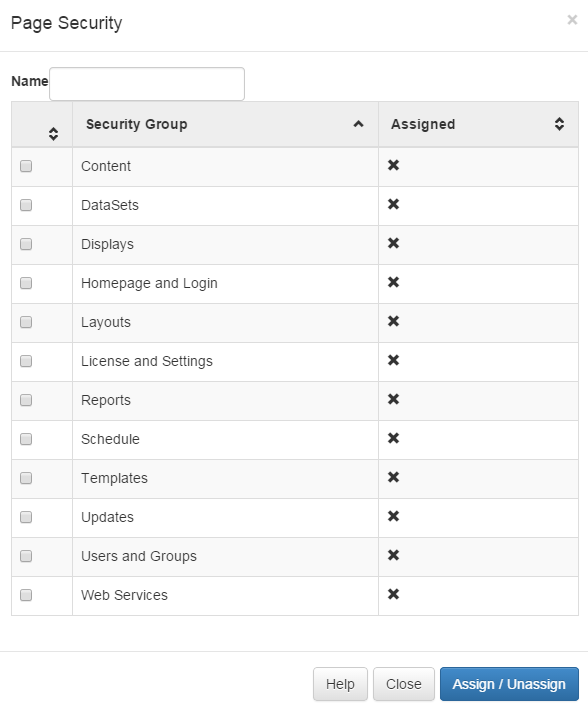 Page Security
Name
Security Group Assigned
Content
DataSets
Displays
Homepage and Login
Layouts
License and Settings
Reports
Schedule
Templates
Updates
Users and Groups
Web Services
Help Close Assign / Unassign